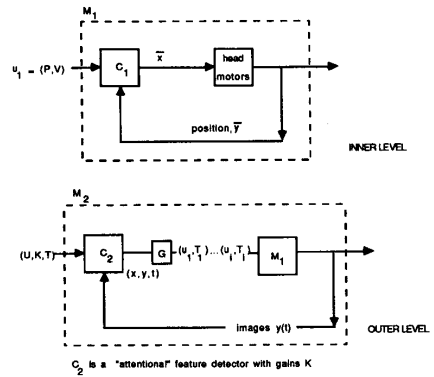 M1
u1 = (P,V)
C1
x̄
head motors
position, ȳ
INNER LEVEL
M2
(U,K,T)
C2
(x,y,t)
G
(u1,T1)...(ui,Ti)
M1
images y(t)
OUTER LEVEL
C2 is a "attentional" feature detector with gains K